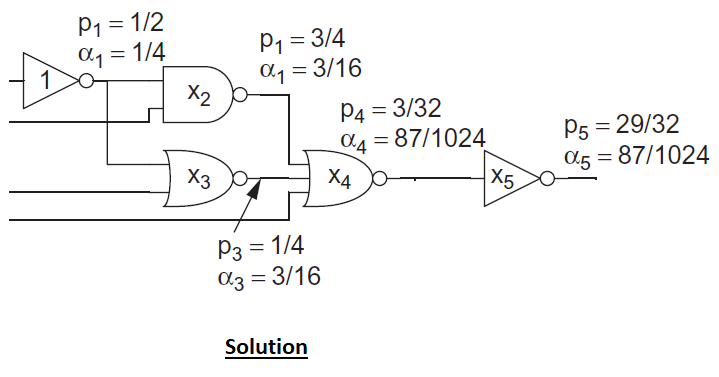 p₁ = 1/2
α₁ = 1/4
p₁ = 3/4
α₁ = 3/16
1
x₂
p₄ = 3/32
α₄ = 87/1024
p₅ = 29/32
α₅ = 87/1024
x₃
x₄
x₅
p₃ = 1/4
α₃ = 3/16
Solution